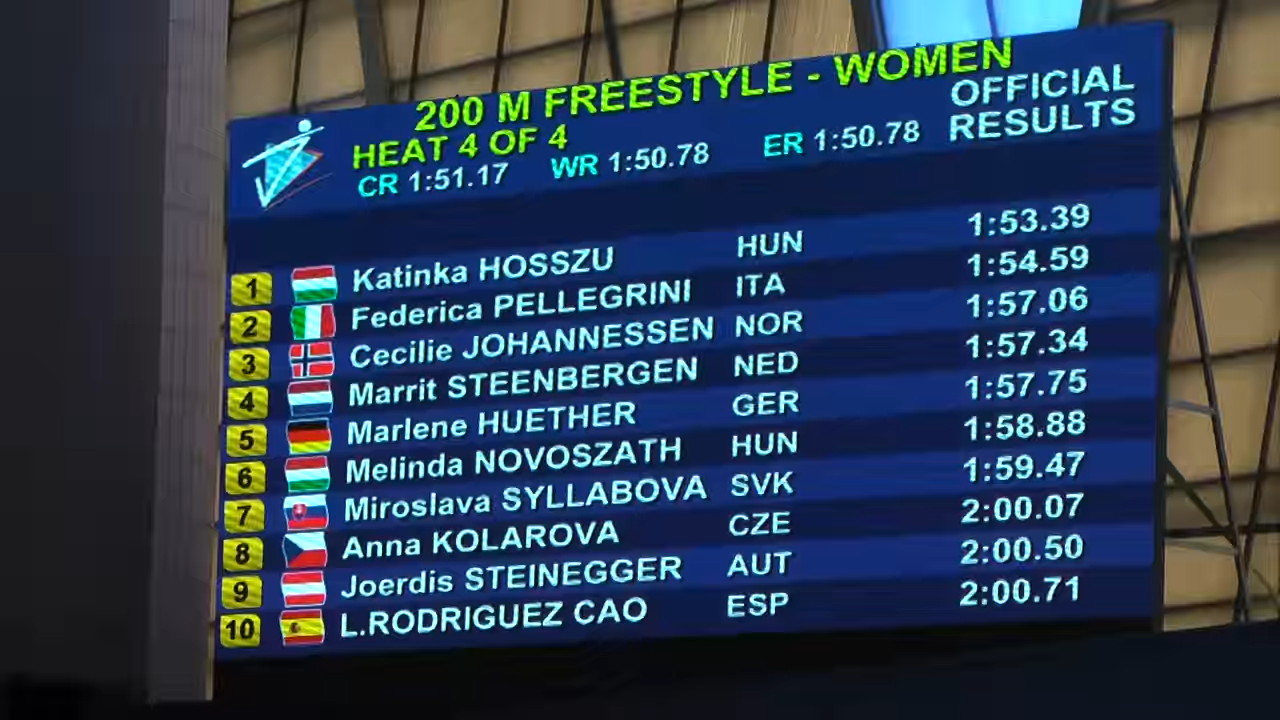 200 M FREESTYLE - WOMEN
HEAT 4 OF 4
OFFICIAL RESULTS
CR 1:51.17 WR 1:50.78 ER 1:50.78
1 Katinka HOSSZU HUN 1:53.39
2 Federica PELLEGRINI ITA 1:54.59
3 Cecilie JOHANNESSEN NOR 1:57.06
4 Marrit STEENBERGEN NED 1:57.34
5 Marlene HUETHER GER 1:57.75
6 Melinda NOVOSZATH HUN 1:58.88
7 Miroslava SYLLABOVA SVK 1:59.47
8 Anna KOLAROVA CZE 2:00.07
9 Joerdis STEINEGGER AUT 2:00.50
10 L.RODRIGUEZ CAO ESP 2:00.71